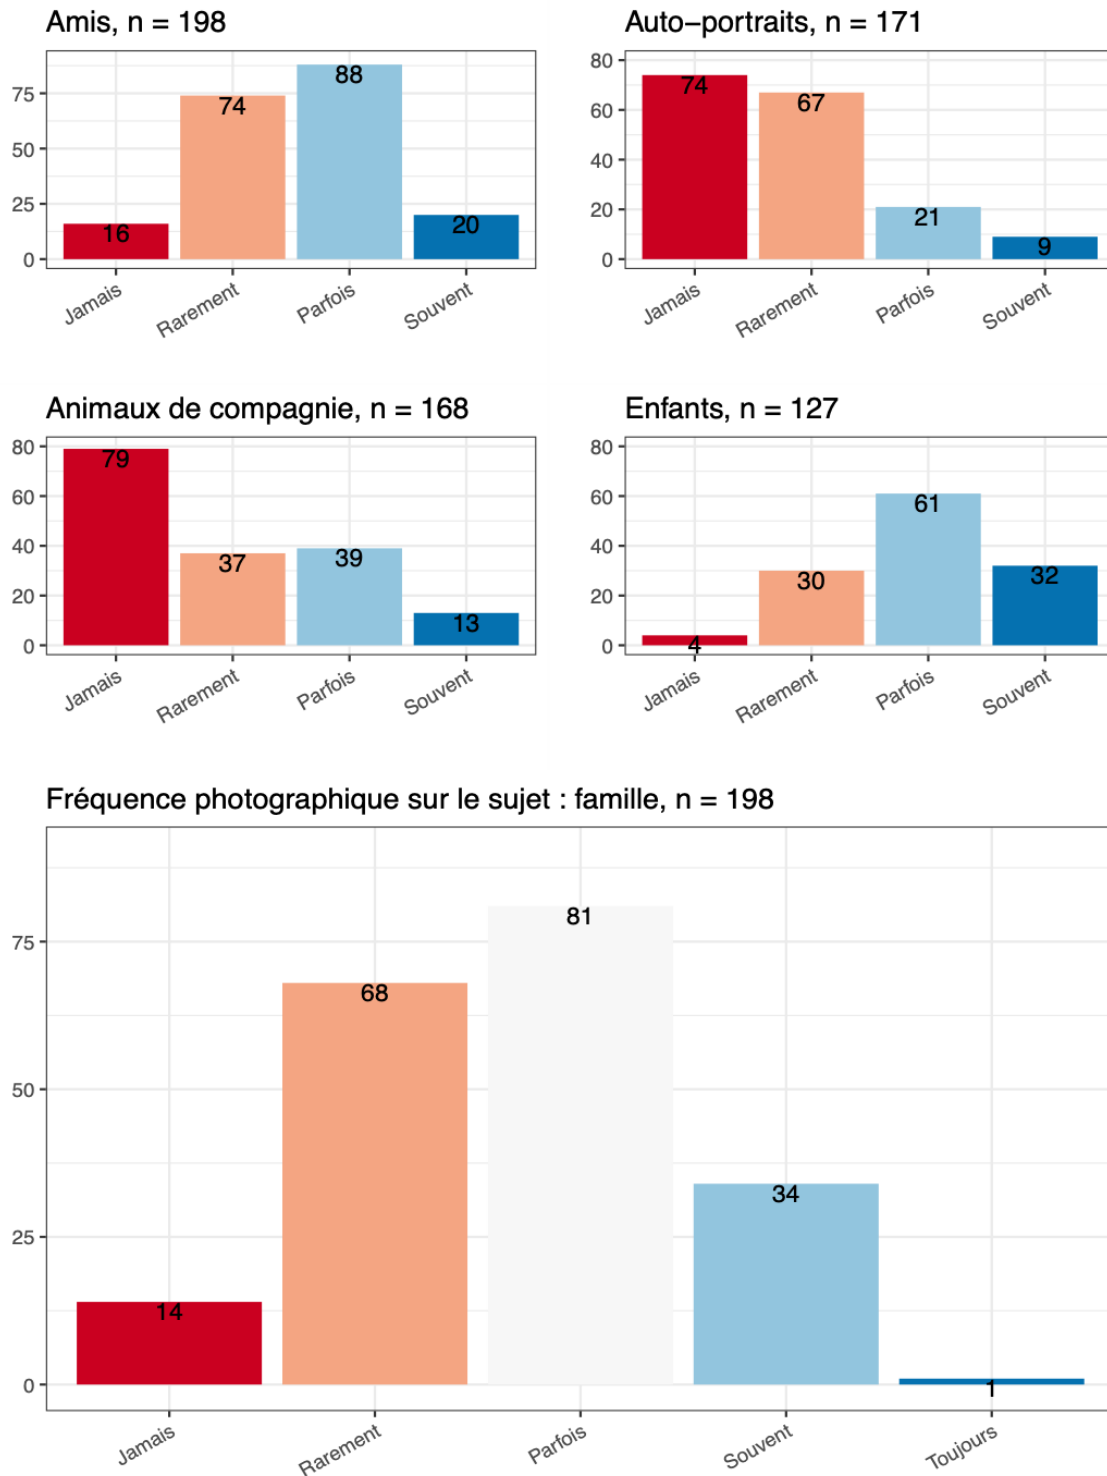 Amis, n = 198
75
50
25
0
16
74
88
20
Jamais
Rarement
Parfois
Souvent
Auto−portraits, n = 171
80
60
40
20
0
74
67
21
9
Jamais
Rarement
Parfois
Souvent
Animaux de compagnie, n = 168
80
60
40
20
0
79
37
39
13
Jamais
Rarement
Parfois
Souvent
Enfants, n = 127
80
60
40
20
0
4
30
61
32
Jamais
Rarement
Parfois
Souvent
Fréquence photographique sur le sujet : famille, n = 198
75
50
25
0
14
68
81
34
1
Jamais
Rarement
Parfois
Souvent
Toujours